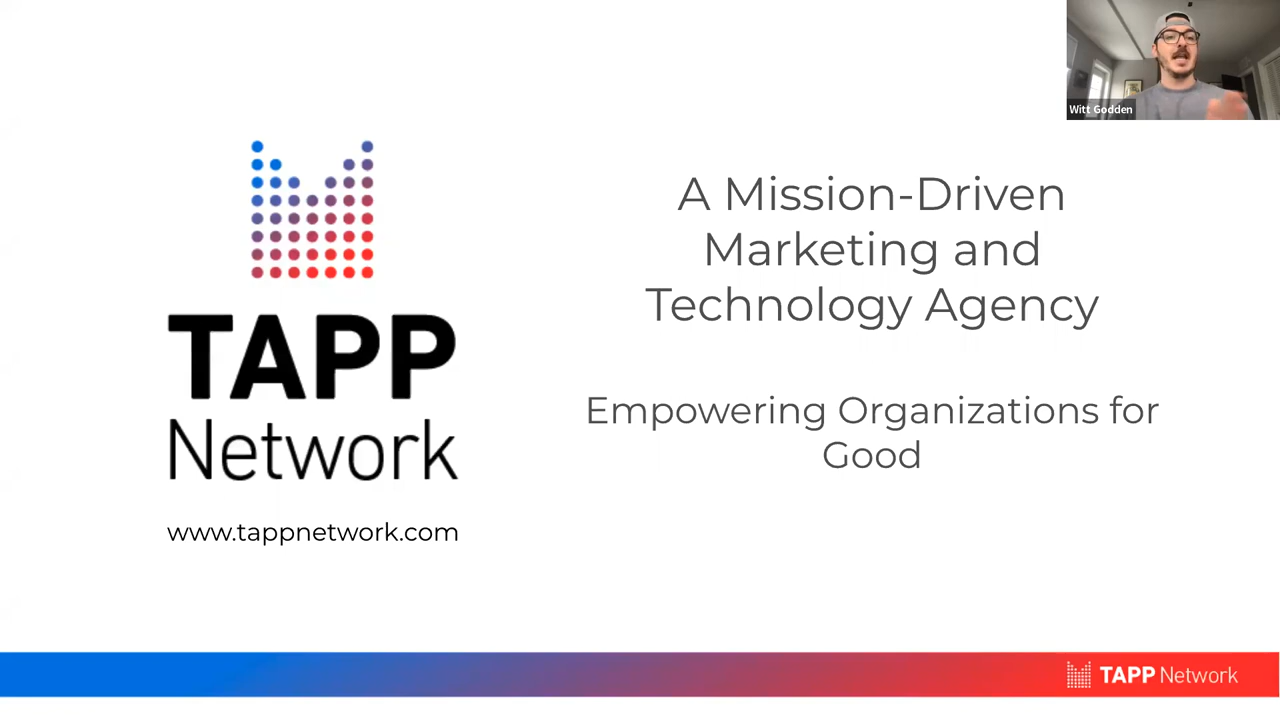 Witt Godden
TAPP
Network
www.tappnetwork.com
A Mission-Driven
Marketing and
Technology Agency
Empowering Organizations for
Good
TAPP Network